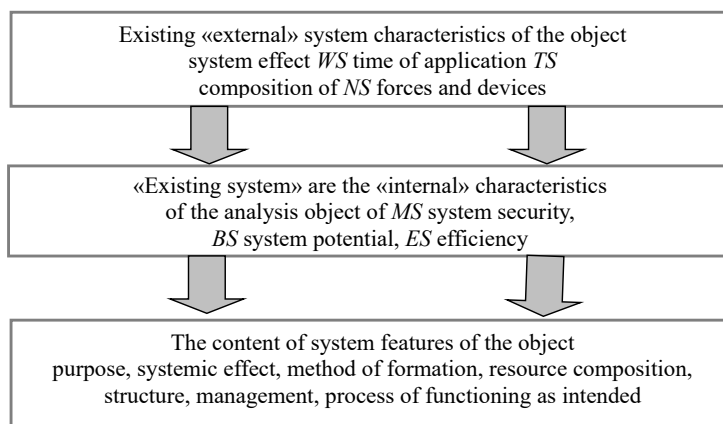 Existing «external» system characteristics of the object
system effect WS time of application TS
composition of NS forces and devices
«Existing system» are the «internal» characteristics
of the analysis object of MS system security,
BS system potential, ES efficiency
The content of system features of the object
purpose, systemic effect, method of formation, resource composition,
structure, management, process of functioning as intended